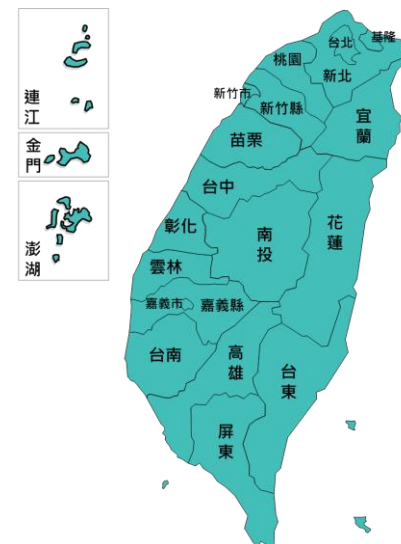 連江
金門
澎湖
基隆
台北
桃園
新北
新竹市
新竹縣
宜蘭
苗栗
台中
彰化
南投
花蓮
雲林
嘉義市
嘉義縣
台南
高雄
台東
屏東